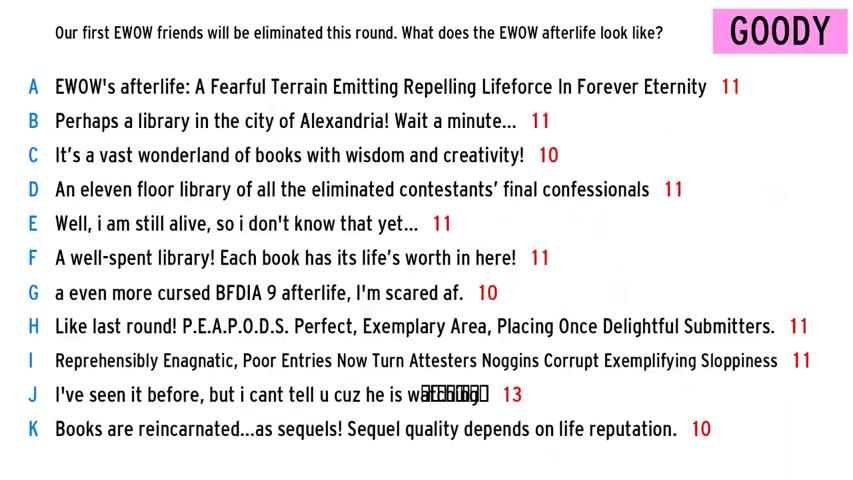 Our first EWOW friends will be eliminated this round. What does the EWOW afterlife look like?
GOODY
A EWOW's afterlife: A Fearful Terrain Emitting Repelling Lifeforce In Forever Eternity 11
B Perhaps a library in the city of Alexandria! Wait a minute... 11
C It’s a vast wonderland of books with wisdom and creativity! 10
D An eleven floor library of all the eliminated contestants’ final confessionals 11
E Well, i am still alive, so i don't know that yet... 11
F A well-spent library! Each book has its life’s worth in here! 11
G a even more cursed BFDIA 9 afterlife, I'm scared af. 10
H Like last round! P.E.A.P.O.D.S. Perfect, Exemplary Area, Placing Once Delightful Submitters. 11
I Reprehensibly Enagnatic, Poor Entries Now Turn Attesters Noggins Corrupt Exemplifying Sloppiness 11
J I've seen it before, but i cant tell u cuz he is 13
K Books are reincarnated...as sequels! Sequel quality depends on life reputation. 10